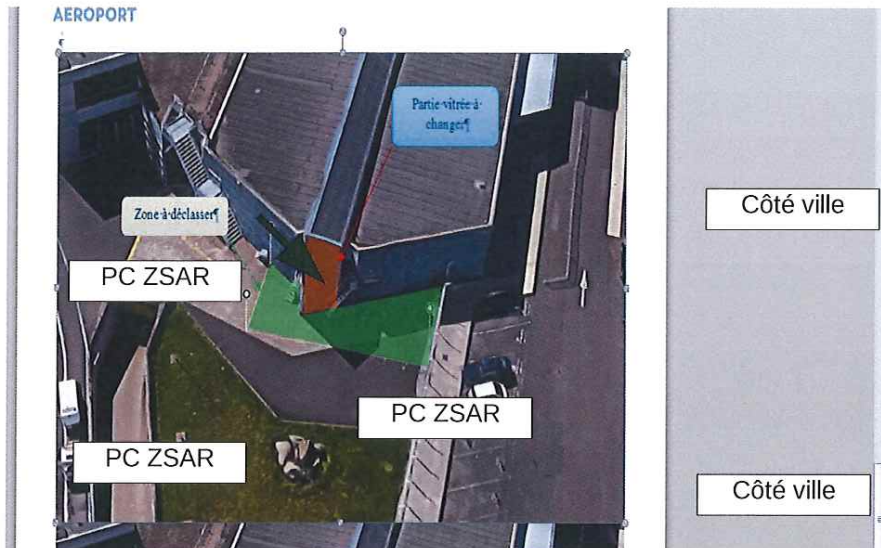 AEROPORT
¶
Partie·vitrée·à·
changer¶
Côté ville
Zone·à·déclasser¶
PC ZSAR
PC ZSAR
PC ZSAR
Côté ville